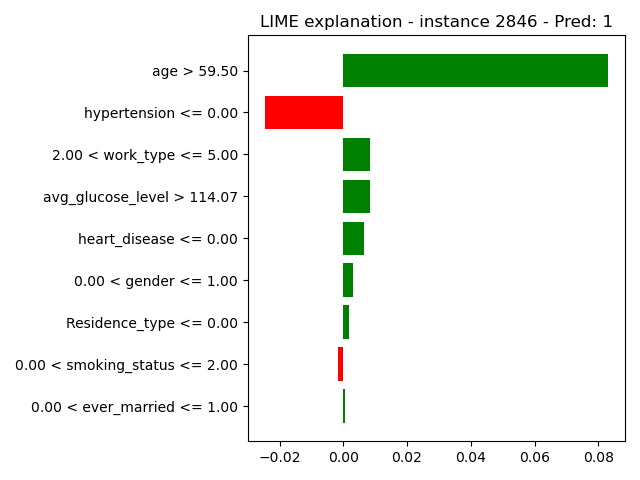 LIME explanation - instance 2846 - Pred: 1
age > 59.50
hypertension <= 0.00
2.00 < work_type <= 5.00
avg_glucose_level > 114.07
heart_disease <= 0.00
0.00 < gender <= 1.00
Residence_type <= 0.00
0.00 < smoking_status <= 2.00
0.00 < ever_married <= 1.00
−0.02 0.00 0.02 0.04 0.06 0.08